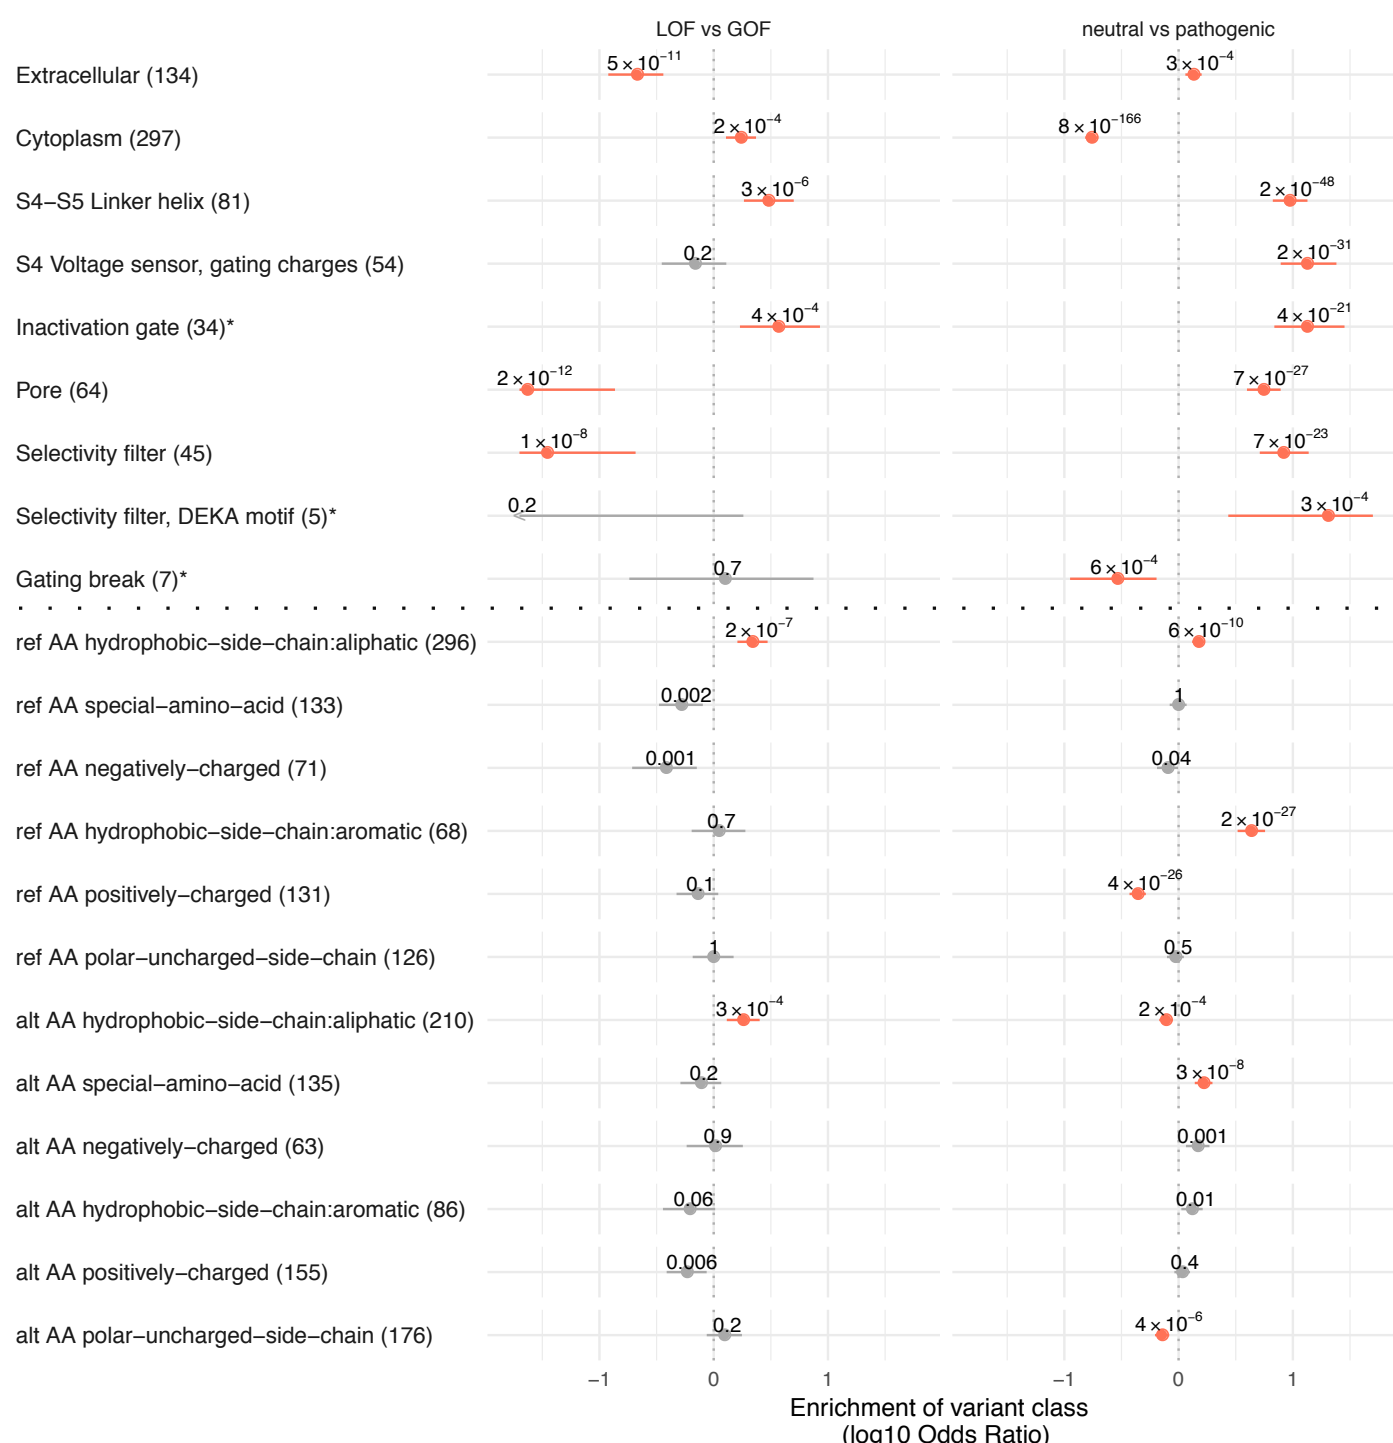 LOF vs GOF neutral vs pathogenic
Extracellular (134) 5 × 10⁻¹¹ 3 × 10⁻⁴
Cytoplasm (297) 2 × 10⁻⁴ 8 × 10⁻¹⁶⁶
S4−S5 Linker helix (81) 3 × 10⁻⁶ 2 × 10⁻⁴⁸
S4 Voltage sensor, gating charges (54) 0.2 2 × 10⁻³¹
Inactivation gate (34)* 4 × 10⁻⁴ 4 × 10⁻²¹
Pore (64) 2 × 10⁻¹² 7 × 10⁻²⁷
Selectivity filter (45) 1 × 10⁻⁸ 7 × 10⁻²³
Selectivity filter, DEKA motif (5)* 0.2 3 × 10⁻⁴
Gating break (7)* 0.7 6 × 10⁻⁴
ref AA hydrophobic−side−chain:aliphatic (296) 2 × 10⁻⁷ 6 × 10⁻¹⁰
ref AA special−amino−acid (133) 0.002 1
ref AA negatively−charged (71) 0.001 0.04
ref AA hydrophobic−side−chain:aromatic (68) 0.7 2 × 10⁻²⁷
ref AA positively−charged (131) 0.1 4 × 10⁻²⁶
ref AA polar−uncharged−side−chain (126) 1 0.5
alt AA hydrophobic−side−chain:aliphatic (210) 3 × 10⁻⁴ 2 × 10⁻⁴
alt AA special−amino−acid (135) 0.2 3 × 10⁻⁸
alt AA negatively−charged (63) 0.9 0.001
alt AA hydrophobic−side−chain:aromatic (86) 0.06 0.01
alt AA positively−charged (155) 0.006 0.4
alt AA polar−uncharged−side−chain (176) 0.2 4 × 10⁻⁶
−1 0 1 −1 0 1
Enrichment of variant class
(log10 Odds Ratio)